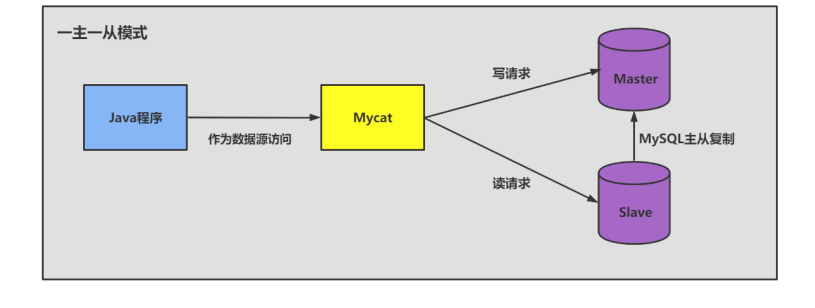 一主一从模式
写请求
Master
Java程序
Mycat
作为数据源访问
MySQL主从复制
读请求
Slave